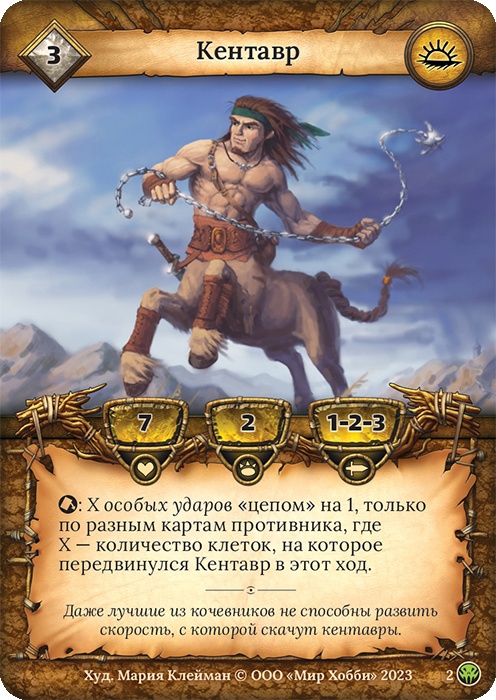 3
Кентавр
7
2
1-2-3
: X особых ударов «цепом» на 1, только
по разным картам противника, где
X — количество клеток, на которое
передвинулся Кентавр в этот ход.
Даже лучшие из кочевников не способны развить
скорость, с которой скачут кентавры.
Худ. Мария Клейман © ООО «Мир Хобби» 2023
2